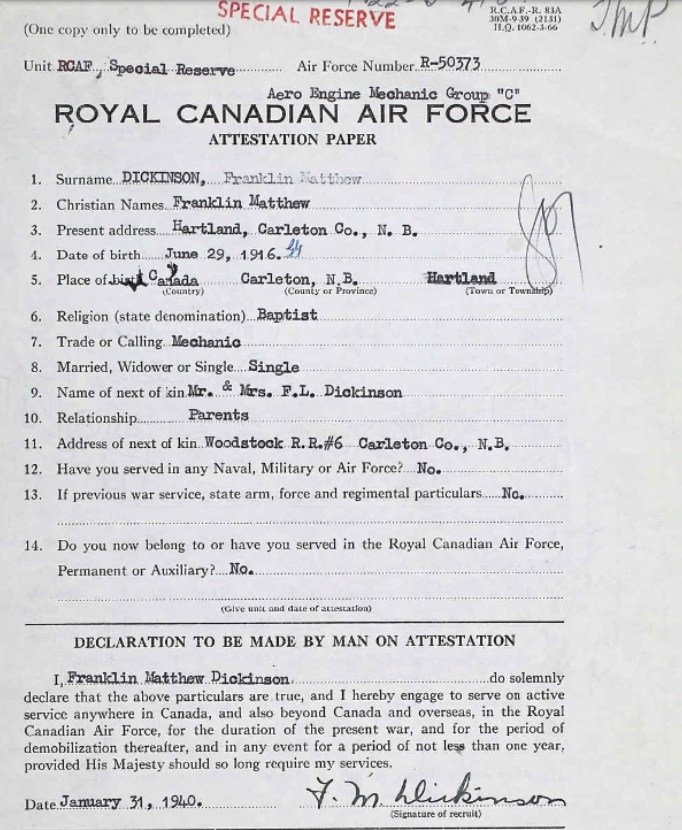 SPECIAL RESERVE
R.C.A.F.-R. 83A
30M-9-39 (2131)
H.Q. 1062-3-66
(One copy only to be completed)
Unit RCAF, Special Reserve Air Force Number R-50373
Aero Engine Mechanic Group "C"
ROYAL CANADIAN AIR FORCE
ATTESTATION PAPER
1. Surname DICKINSON, Franklin Matthew
2. Christian Names Franklin Matthew
3. Present address Hartland, Carleton Co., N. B.
4. Date of birth June 29, 1916.
5. Place of birth Canada Carleton, N.B. Hartland
(Country) (County or Province) (Town or Township)
6. Religion (state denomination) Baptist
7. Trade or Calling Mechanic
8. Married, Widower or Single Single
9. Name of next of kin Mr. & Mrs. F.L. Dickinson
10. Relationship Parents
11. Address of next of kin Woodstock R.R.#6 Carleton Co., N.B.
12. Have you served in any Naval, Military or Air Force? No.
13. If previous war service, state arm, force and regimental particulars No.
14. Do you now belong to or have you served in the Royal Canadian Air Force,
Permanent or Auxiliary? No.
(Give unit and date of attestation)
DECLARATION TO BE MADE BY MAN ON ATTESTATION
I, Franklin Matthew Dickinson do solemnly
declare that the above particulars are true, and I hereby engage to serve on active
service anywhere in Canada, and also beyond Canada and overseas, in the Royal
Canadian Air Force, for the duration of the present war, and for the period of
demobilization thereafter, and in any event for a period of not less than one year,
provided His Majesty should so long require my services.
Date January 31, 1940. F. M. Dickinson
(Signature of recruit)